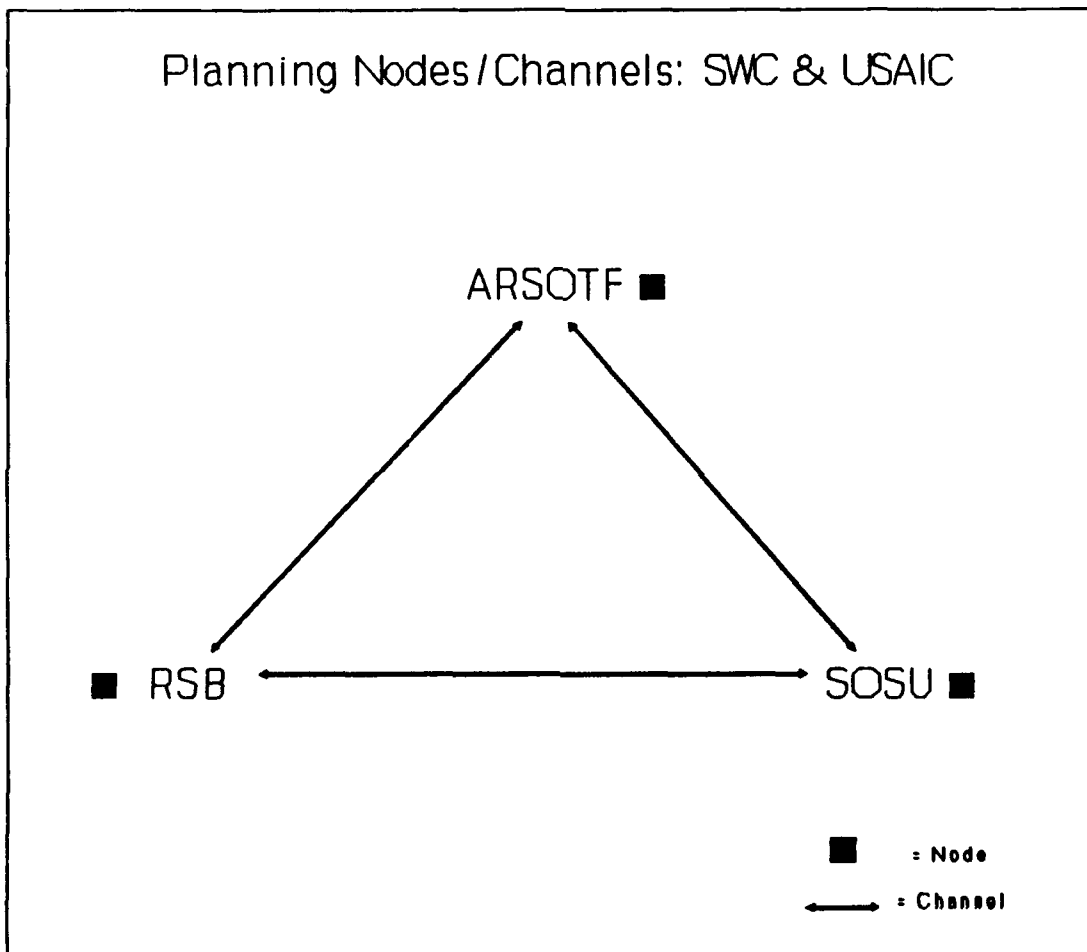 Planning Nodes/Channels: SWC & USAIC
ARSOTF
RSB
SOSU
= Node
= Channel